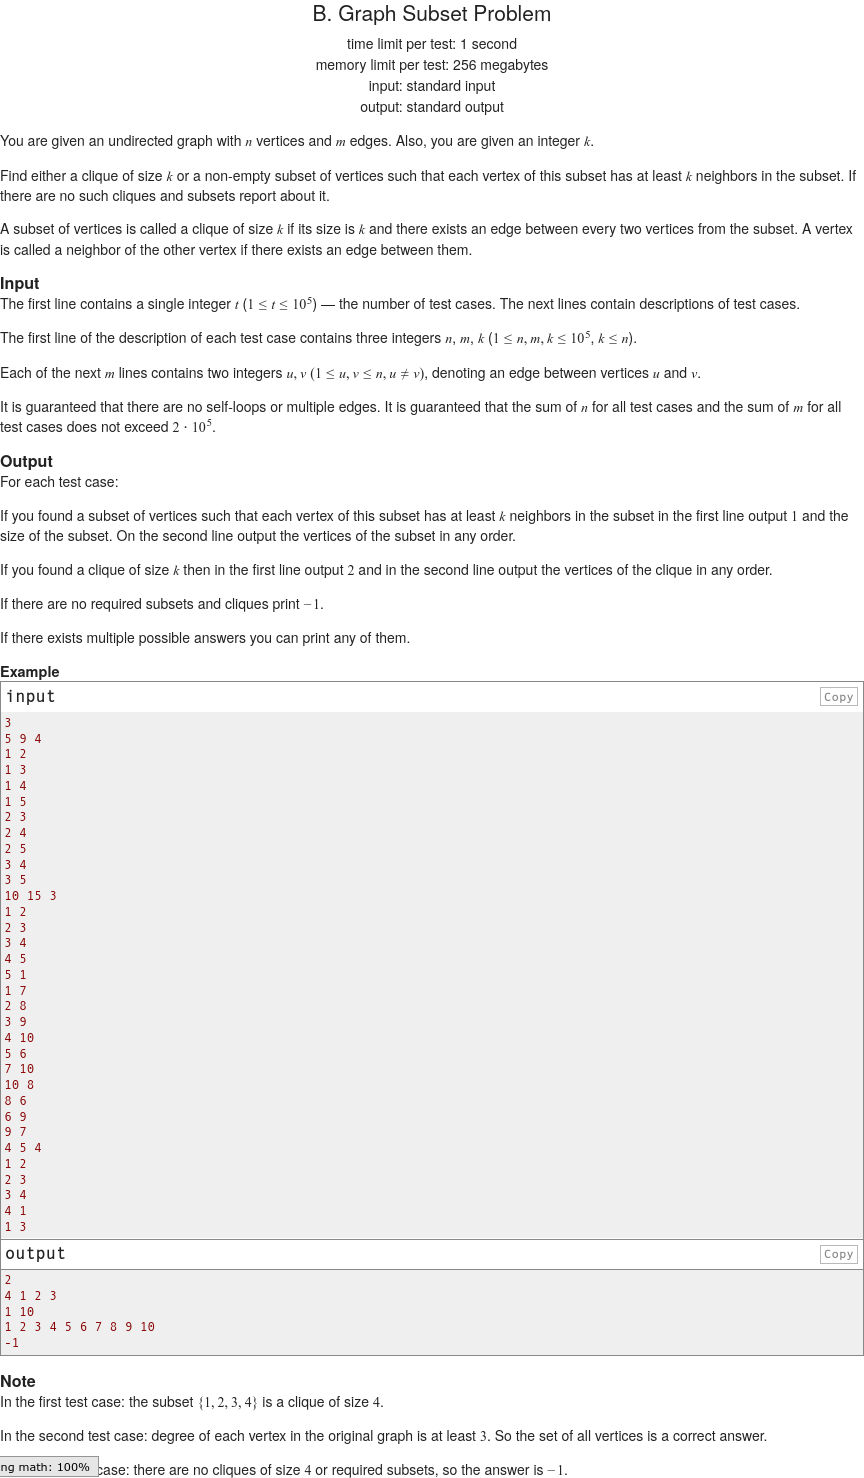 B. Graph Subset Problem
time limit per test: 1 second
memory limit per test: 256 megabytes
input: standard input
output: standard output
You are given an undirected graph with n vertices and m edges. Also, you are given an integer k.
Find either a clique of size k or a non-empty subset of vertices such that each vertex of this subset has at least k neighbors in the subset. If
there are no such cliques and subsets report about it.
A subset of vertices is called a clique of size k if its size is k and there exists an edge between every two vertices from the subset. A vertex
is called a neighbor of the other vertex if there exists an edge between them.
Input
The first line contains a single integer t (1 ≤ t ≤ 10^5) — the number of test cases. The next lines contain descriptions of test cases.
The first line of the description of each test case contains three integers n, m, k (1 ≤ n, m, k ≤ 10^5, k ≤ n).
Each of the next m lines contains two integers u, v (1 ≤ u, v ≤ n, u ≠ v), denoting an edge between vertices u and v.
It is guaranteed that there are no self-loops or multiple edges. It is guaranteed that the sum of n for all test cases and the sum of m for all
test cases does not exceed 2 · 10^5.
Output
For each test case:
If you found a subset of vertices such that each vertex of this subset has at least k neighbors in the subset in the first line output 1 and the
size of the subset. On the second line output the vertices of the subset in any order.
If you found a clique of size k then in the first line output 2 and in the second line output the vertices of the clique in any order.
If there are no required subsets and cliques print −1.
If there exists multiple possible answers you can print any of them.
Example
input Copy
3
5 9 4
1 2
1 3
1 4
1 5
2 3
2 4
2 5
3 4
3 5
10 15 3
1 2
2 3
3 4
4 5
5 1
1 7
2 8
3 9
4 10
5 6
7 10
10 8
8 6
6 9
9 7
4 5 4
1 2
2 3
3 4
4 1
1 3
output Copy
2
4 1 2 3
1 10
1 2 3 4 5 6 7 8 9 10
-1
Note
In the first test case: the subset {1, 2, 3, 4} is a clique of size 4.
In the second test case: degree of each vertex in the original graph is at least 3. So the set of all vertices is a correct answer.
ng math: 100% case: there are no cliques of size 4 or required subsets, so the answer is −1.